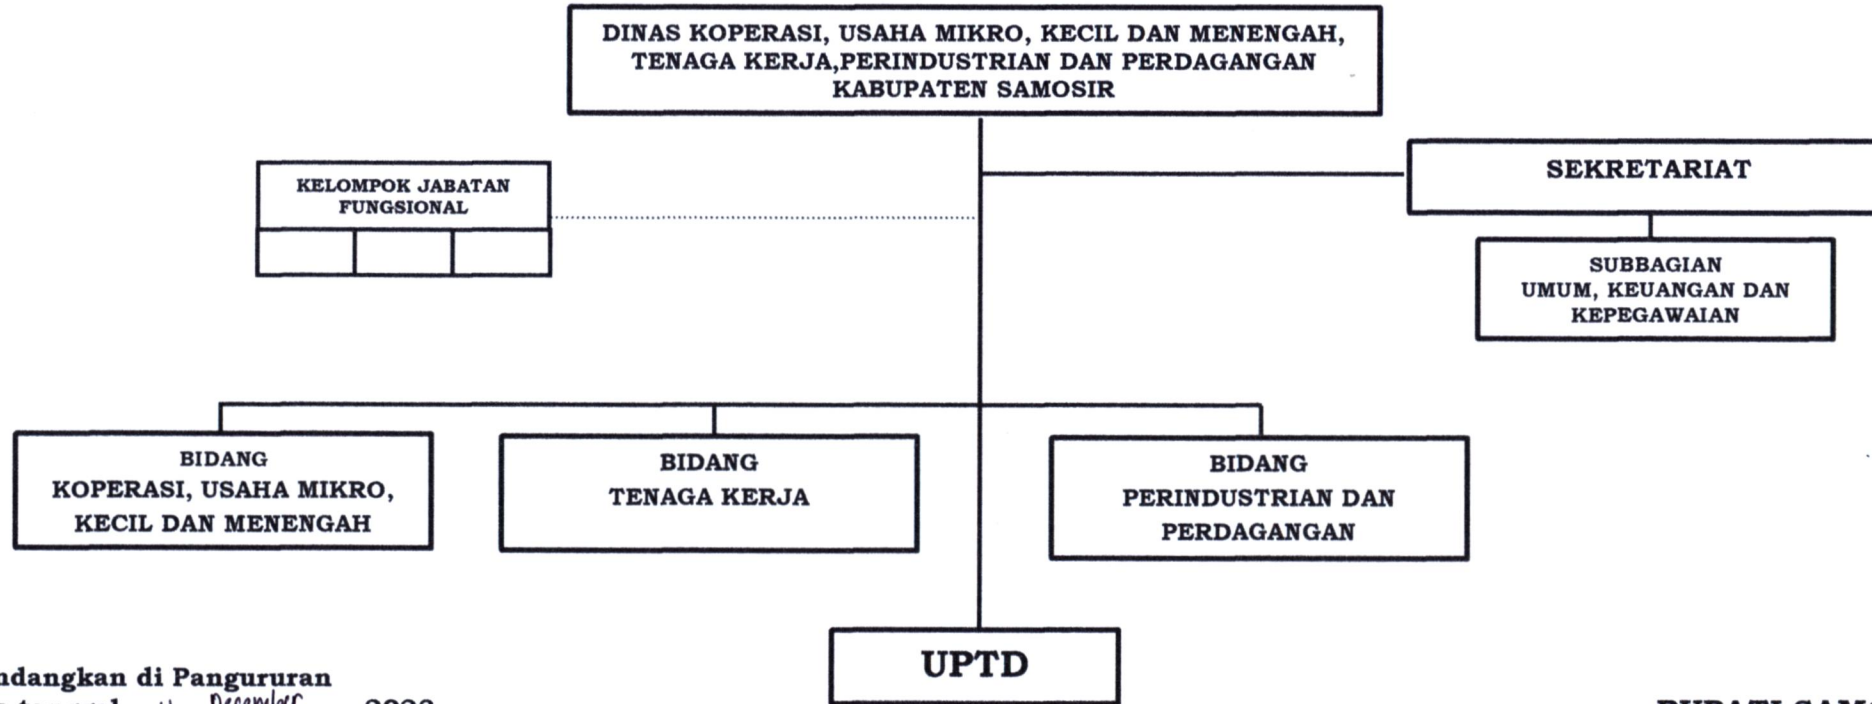 DINAS KOPERASI, USAHA MIKRO, KECIL DAN MENENGAH,
TENAGA KERJA,PERINDUSTRIAN DAN PERDAGANGAN
KABUPATEN SAMOSIR
SEKRETARIAT
KELOMPOK JABATAN
FUNGSIONAL
SUBBAGIAN
UMUM, KEUANGAN DAN
KEPEGAWAIAN
BIDANG
KOPERASI, USAHA MIKRO,
KECIL DAN MENENGAH
BIDANG
TENAGA KERJA
BIDANG
PERINDUSTRIAN DAN
PERDAGANGAN
UPTD
ndangkan di Pangururan
December